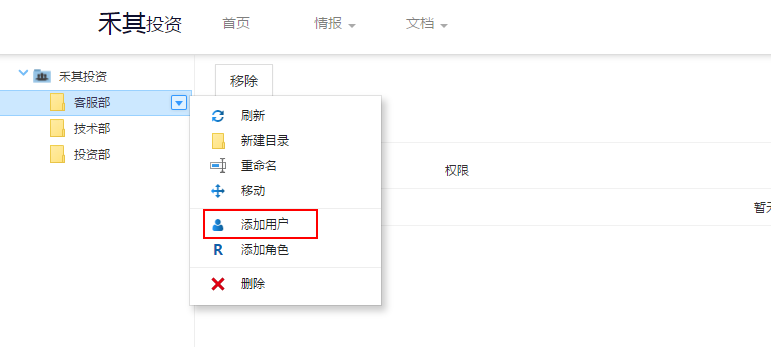 禾其投资 首页 情报 文档
禾其投资
客服部
技术部
投资部
移除
刷新
新建目录
重命名
移动
添加用户
R 添加角色
删除
权限